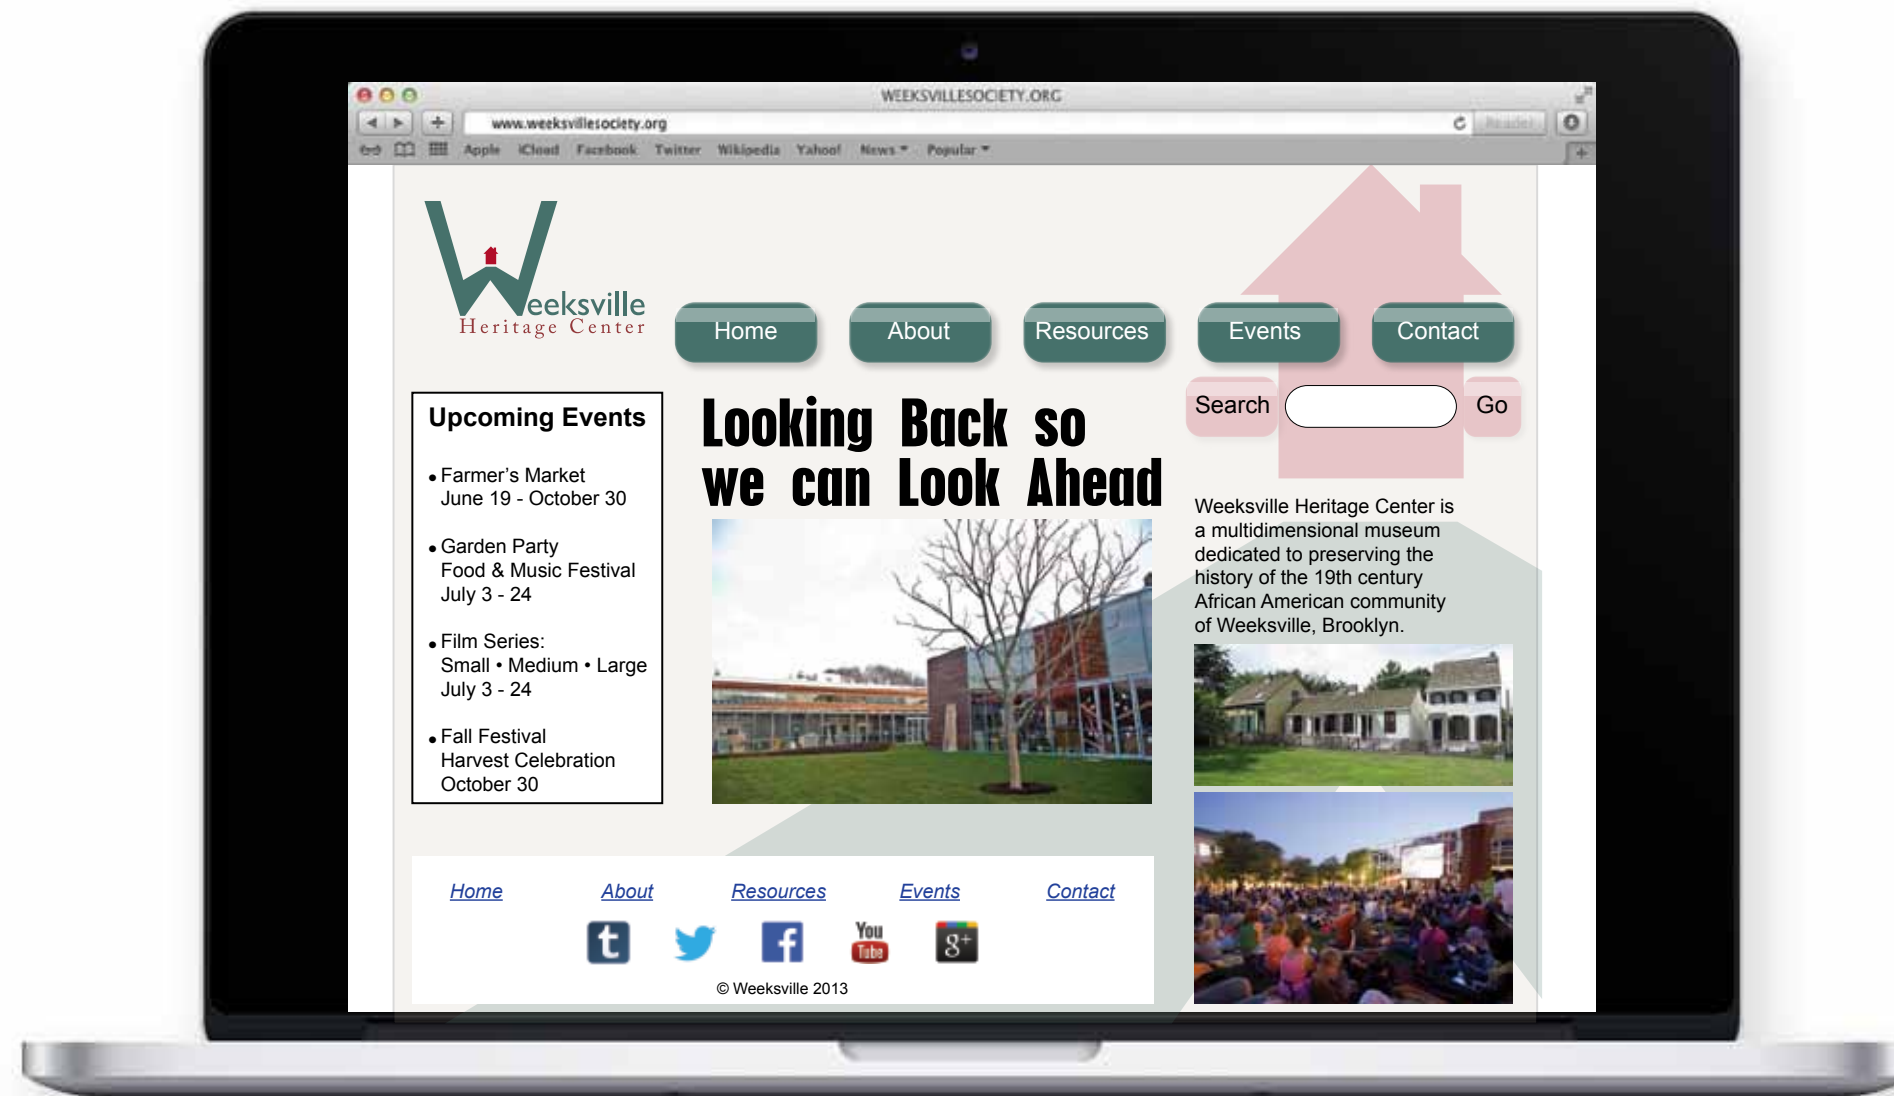 WEEKSVILLESOCIETY.ORG
www.weeksvillesociety.org
Reader
Apple iCloud Facebook Twitter Wikipedia Yahoo! News Popular
Weeksville
Heritage Center
Home About Resources Events Contact
Search Go
Upcoming Events
• Farmer's Market
June 19 - October 30
• Garden Party
Food & Music Festival
July 3 - 24
• Film Series:
Small • Medium • Large
July 3 - 24
• Fall Festival
Harvest Celebration
October 30
Looking Back so
we can Look Ahead
Weeksville Heritage Center is
a multidimensional museum
dedicated to preserving the
history of the 19th century
African American community
of Weeksville, Brooklyn.
Home About Resources Events Contact
t f You Tube g+
© Weeksville 2013